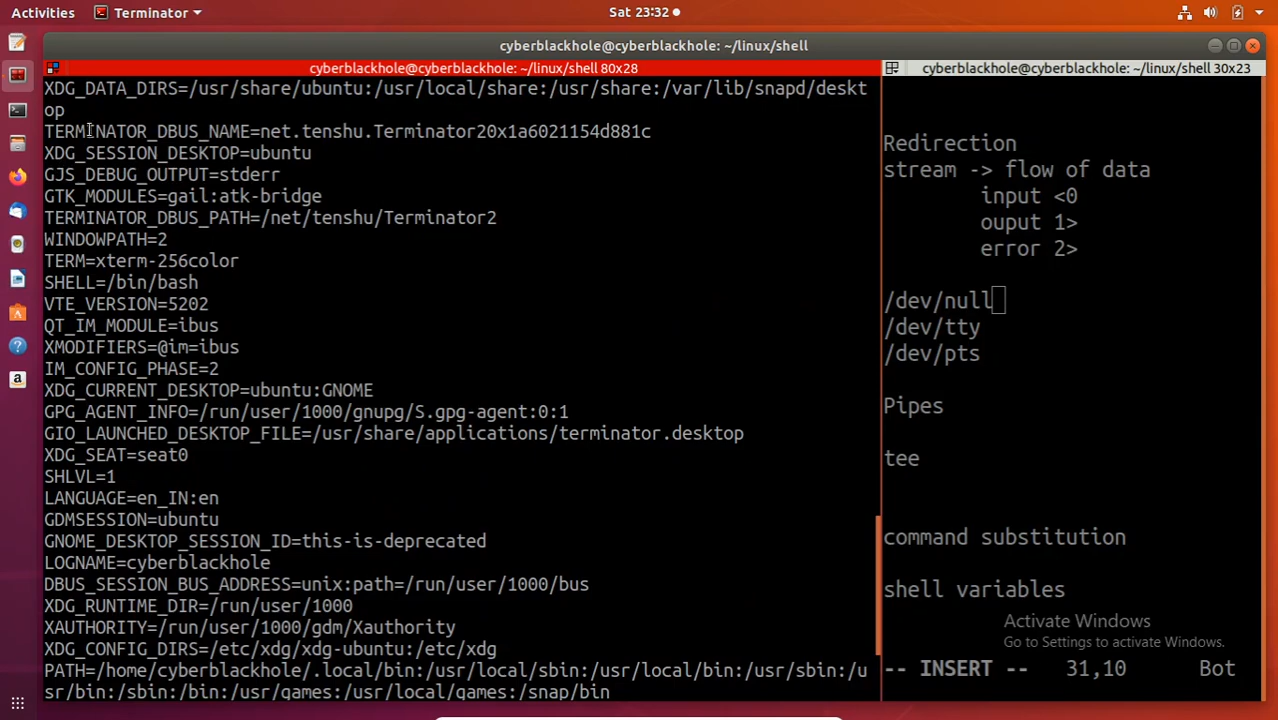 Activities
Terminator
Sat 23:32
cyberblackhole@cyberblackhole: ~/linux/shell
cyberblackhole@cyberblackhole: ~/linux/shell 80x28
XDG_DATA_DIRS=/usr/share/ubuntu:/usr/local/share:/usr/share:/var/lib/snapd/deskt
op
TERMINATOR_DBUS_NAME=net.tenshu.Terminator20x1a6021154d881c
XDG_SESSION_DESKTOP=ubuntu
GJS_DEBUG_OUTPUT=stderr
GTK_MODULES=gail:atk-bridge
TERMINATOR_DBUS_PATH=/net/tenshu/Terminator2
WINDOWPATH=2
TERM=xterm-256color
SHELL=/bin/bash
VTE_VERSION=5202
QT_IM_MODULE=ibus
XMODIFIERS=@im=ibus
IM_CONFIG_PHASE=2
XDG_CURRENT_DESKTOP=ubuntu:GNOME
GPG_AGENT_INFO=/run/user/1000/gnupg/S.gpg-agent:0:1
GIO_LAUNCHED_DESKTOP_FILE=/usr/share/applications/terminator.desktop
XDG_SEAT=seat0
SHLVL=1
LANGUAGE=en_IN:en
GDMSESSION=ubuntu
GNOME_DESKTOP_SESSION_ID=this-is-deprecated
LOGNAME=cyberblackhole
DBUS_SESSION_BUS_ADDRESS=unix:path=/run/user/1000/bus
XDG_RUNTIME_DIR=/run/user/1000
XAUTHORITY=/run/user/1000/gdm/Xauthority
XDG_CONFIG_DIRS=/etc/xdg/xdg-ubuntu:/etc/xdg
PATH=/home/cyberblackhole/.local/bin:/usr/local/sbin:/usr/local/bin:/usr/sbin:/u
sr/bin:/sbin:/bin:/usr/games:/usr/local/games:/snap/bin
cyberblackhole@cyberblackhole: ~/linux/shell 30x23
Redirection
stream -> flow of data
input <0
ouput 1>
error 2>
/dev/null
/dev/tty
/dev/pts
Pipes
tee
command substitution
shell variables
Activate Windows
Go to Settings to activate Windows.
-- INSERT -- 31,10 Bot